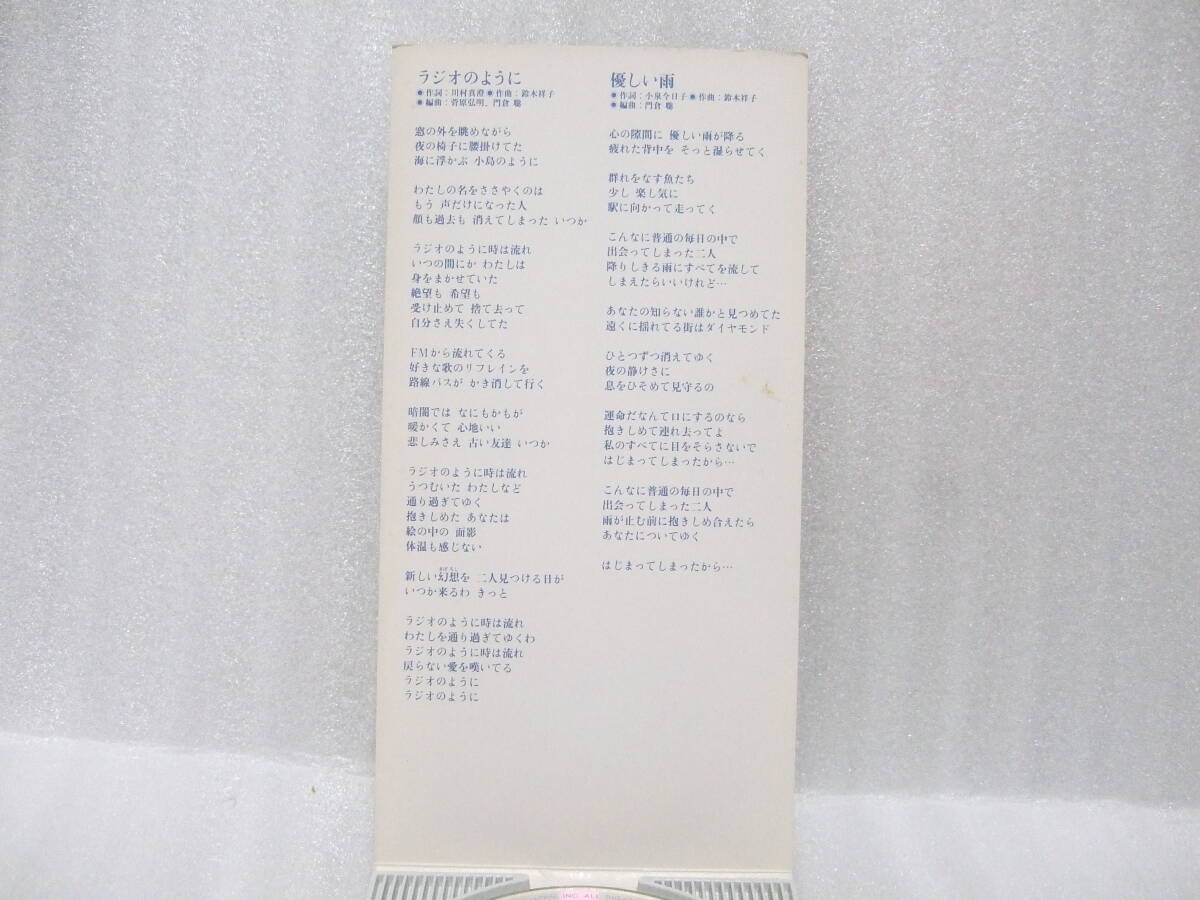 ラジオのように
●作詞：川村真澄●作曲：鈴木祥子
●編曲：菅原弘明、門倉 聡
窓の外を眺めながら
夜の椅子に腰掛けてた
海に浮かぶ 小島のように
わたしの名をささやくのは
もう 声だけになった人
顔も過去も 消えてしまった いつか
ラジオのように時は流れ
いつの間にか わたしは
身をまかせていた
絶望も 希望も
受け止めて 捨て去って
自分さえ失くしてた
FMから流れてくる
好きな歌のリフレインを
路線バスが かき消して行く
暗闇では なにもかもが
暖かくて 心地いい
悲しみさえ 古い友達 いつか
ラジオのように時は流れ
うつむいた わたしなど
通り過ぎてゆく
抱きしめた あなたは
絵の中の 面影
体温も感じない
まぼろし
新しい幻想を 二人見つける日が
いつか来るわ きっと
ラジオのように時は流れ
わたしを通り過ぎてゆくわ
ラジオのように時は流れ
戻らない愛を嘆いてる
ラジオのように
ラジオのように
優しい雨
●作詞：小泉今日子●作曲：鈴木祥子
●編曲：門倉 聡
心の隙間に 優しい雨が降る
疲れた背中を そっと湿らせてく
群れをなす魚たち
少し 楽し気に
駅に向かって走ってく
こんなに普通の毎日の中で
出会ってしまった二人
降りしきる雨にすべてを流して
しまえたらいいけれど…
あなたの知らない誰かと見つめてた
遠くに揺れてる街はダイヤモンド
ひとつずつ消えてゆく
夜の静けさに
息をひそめて見守るの
運命だなんて口にするのなら
抱きしめて連れ去ってよ
私のすべてに目をそらさないで
はじまってしまったから…
こんなに普通の毎日の中で
出会ってしまった二人
雨が止む前に抱きしめ合えたら
あなたについてゆく
はじまってしまったから…
INC. ALL